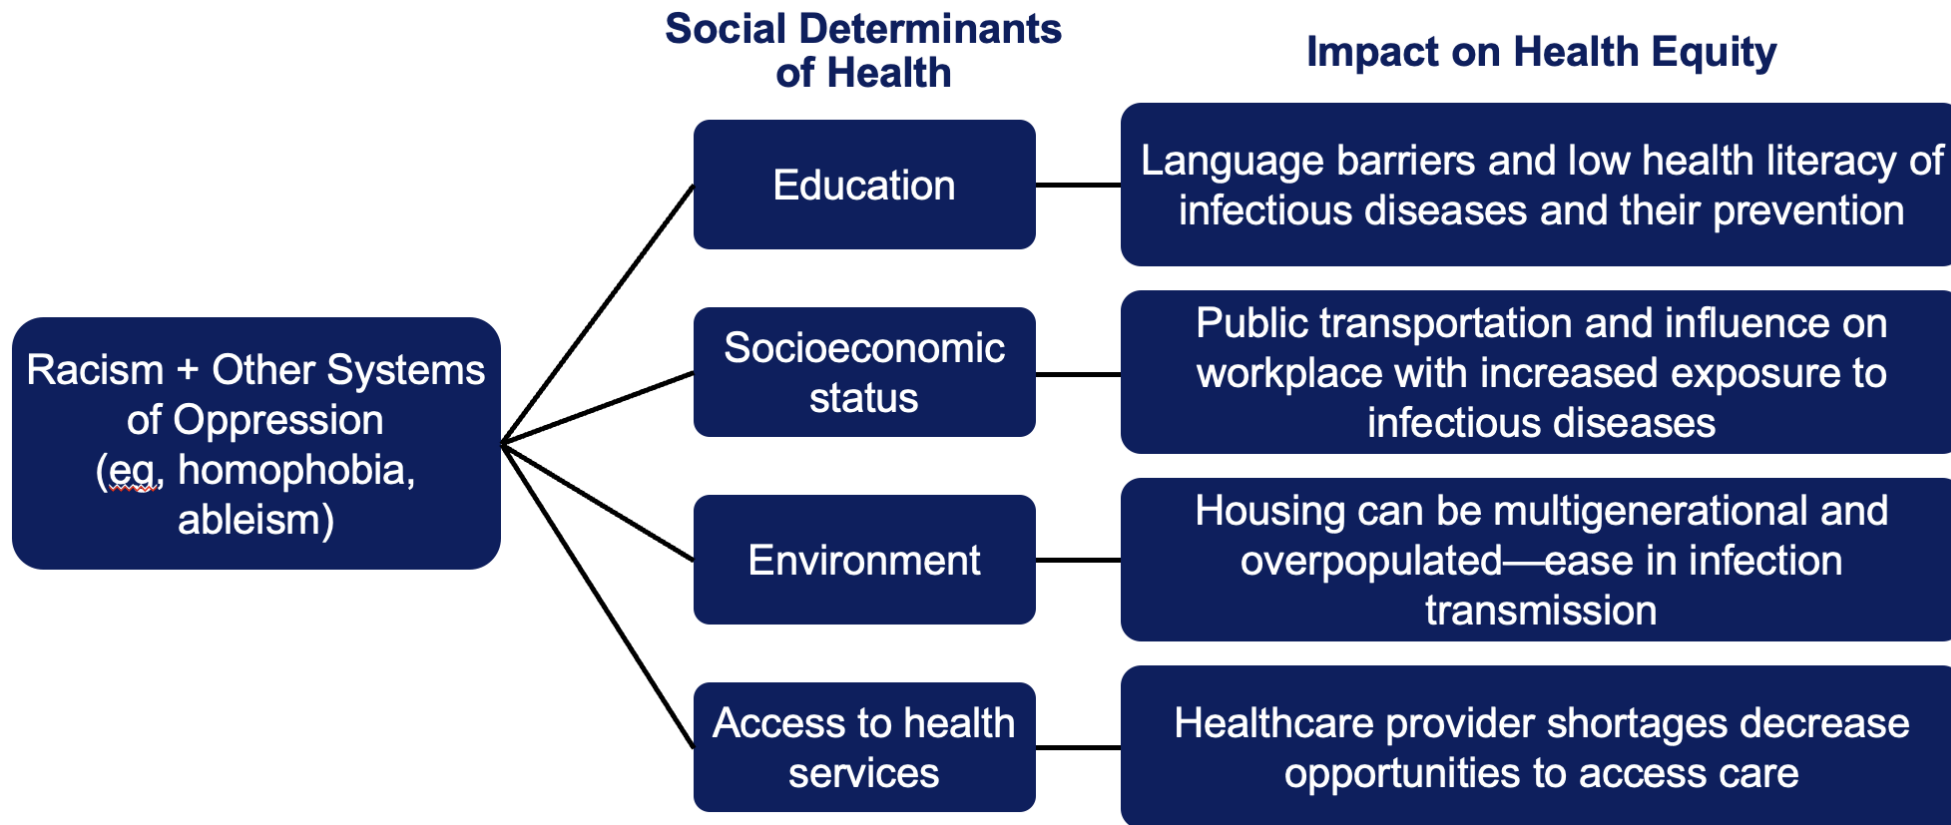 Social Determinants
of Health
Impact on Health Equity
Racism + Other Systems
of Oppression
(eg, homophobia,
ableism)
Education
Language barriers and low health literacy of
infectious diseases and their prevention
Socioeconomic
status
Public transportation and influence on
workplace with increased exposure to
infectious diseases
Environment
Housing can be multigenerational and
overpopulated—ease in infection
transmission
Access to health
services
Healthcare provider shortages decrease
opportunities to access care